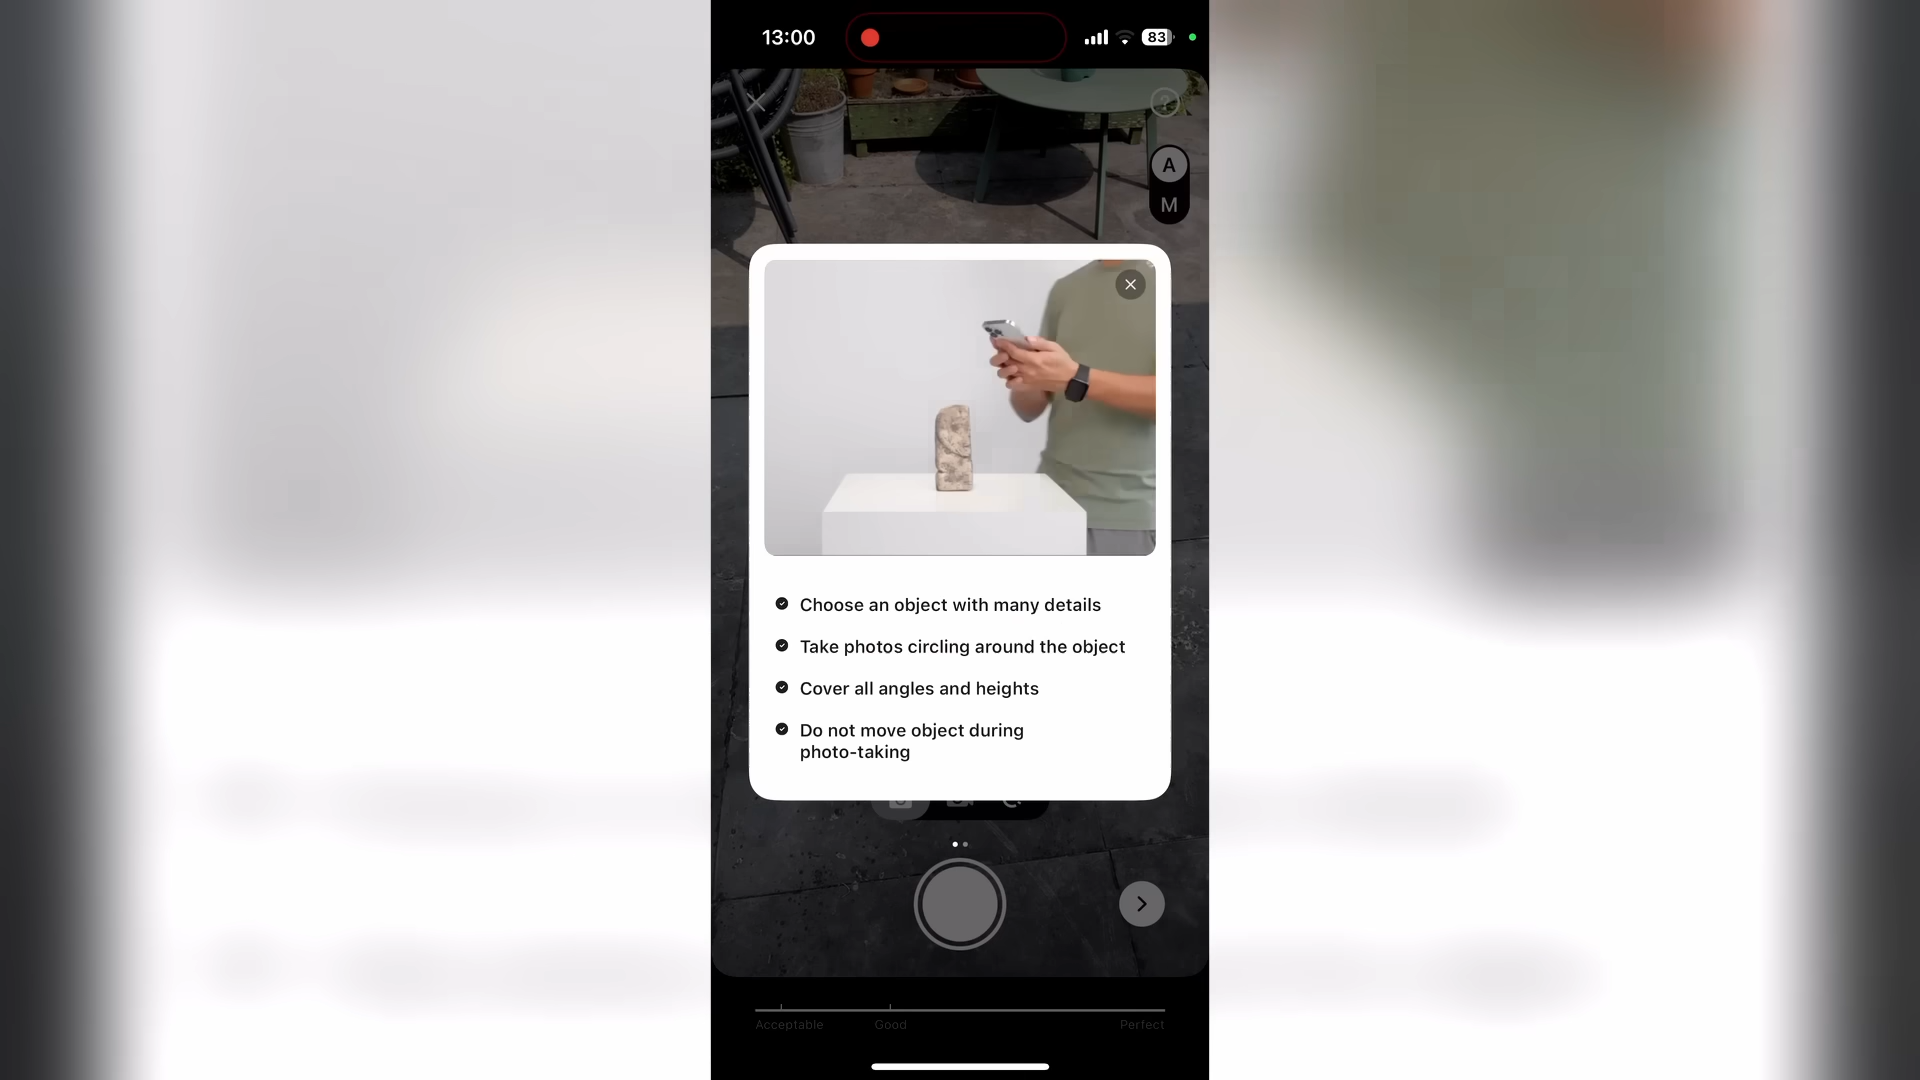 13:00
83
?
A
M
Choose an object with many details
Take photos circling around the object
Cover all angles and heights
Do not move object during
photo-taking
Acceptable Good Perfect